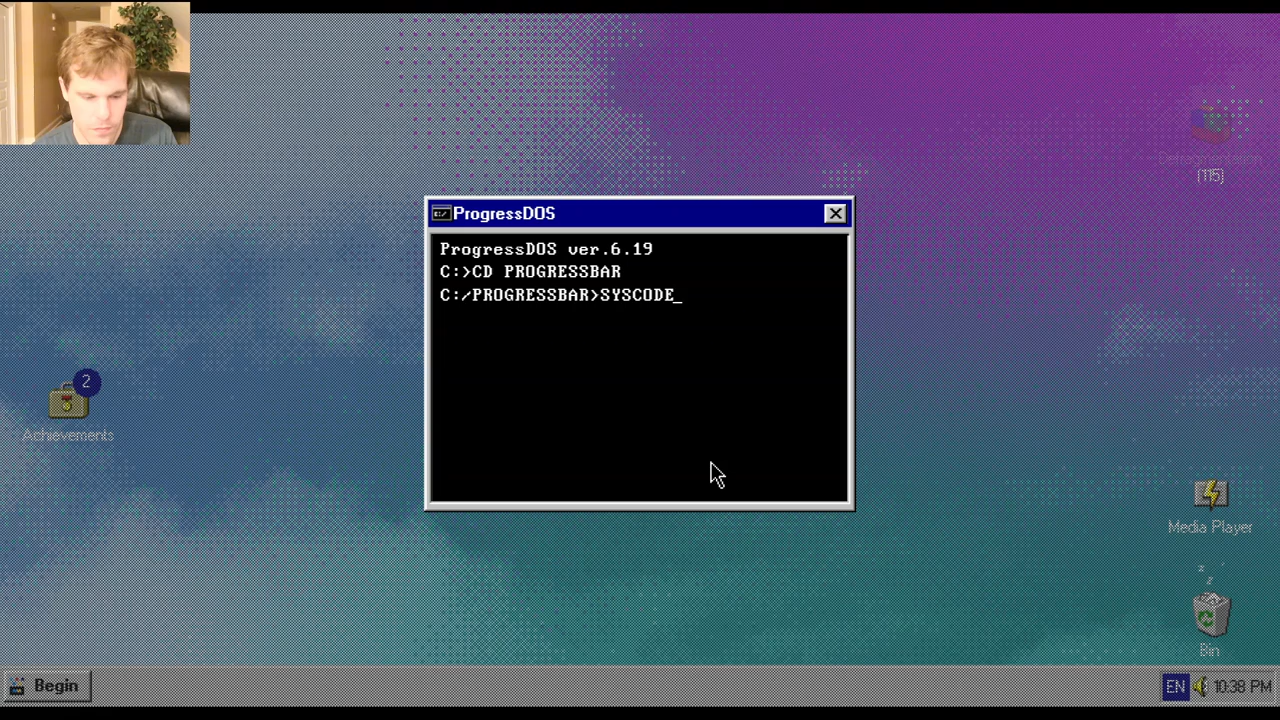 Defragmentation
(115)
ProgressDOS
ProgressDOS ver.6.19
C:>CD PROGRESSBAR
C:/PROGRESSBAR>SYSCODE_
2
Achievements
Media Player
z
z
Bin
Begin
EN 10:38 PM